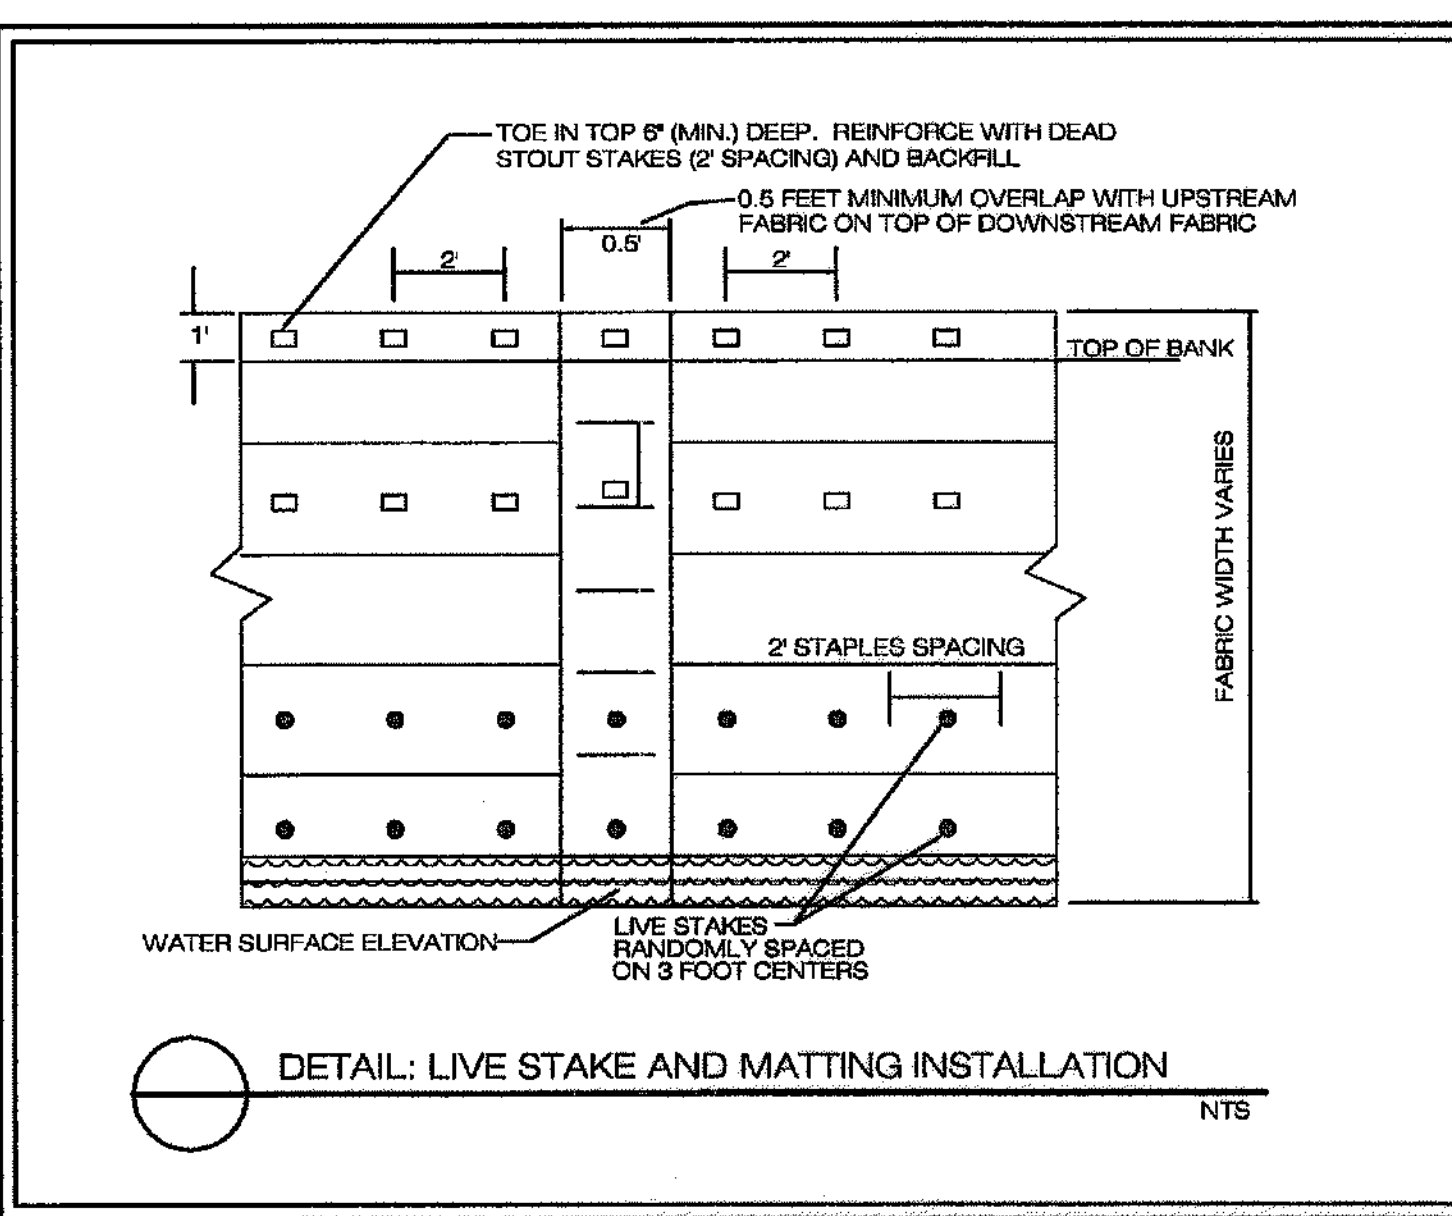 TOE IN TOP 6" (MIN.) DEEP. REINFORCE WITH DEAD
STOUT STAKES (2' SPACING) AND BACKFILL
0.5 FEET MINIMUM OVERLAP WITH UPSTREAM
FABRIC ON TOP OF DOWNSTREAM FABRIC
0.5'
2'
2'
1'
TOP OF BANK
FABRIC WIDTH VARIES
2' STAPLES SPACING
WATER SURFACE ELEVATION
LIVE STAKES
RANDOMLY SPACED
ON 3 FOOT CENTERS
DETAIL: LIVE STAKE AND MATTING INSTALLATION
NTS